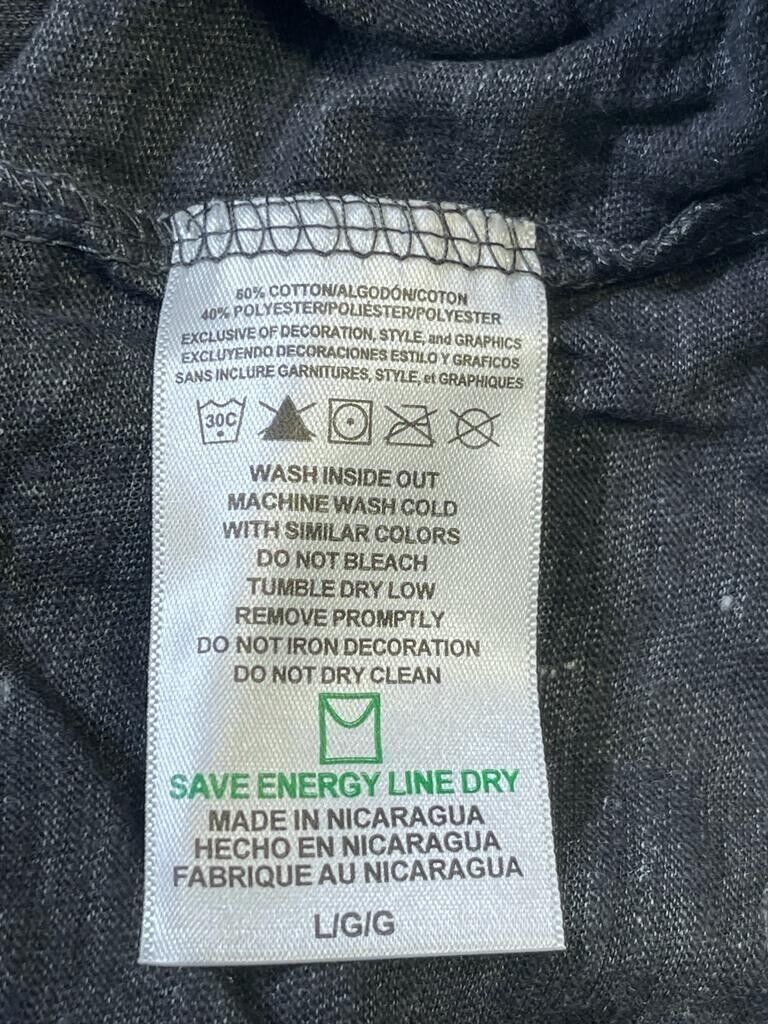 60% COTTON/ALGODÓN/COTON
40% POLYESTER/POLIÉSTER/POLYESTER
EXCLUSIVE OF DECORATION, STYLE, and GRAPHICS
EXCLUYENDO DECORACIONES ESTILO Y GRAFICOS
SANS INCLURE GARNITURES, STYLE, et GRAPHIQUES
30C
WASH INSIDE OUT
MACHINE WASH COLD
WITH SIMILAR COLORS
DO NOT BLEACH
TUMBLE DRY LOW
REMOVE PROMPTLY
DO NOT IRON DECORATION
DO NOT DRY CLEAN
SAVE ENERGY LINE DRY
MADE IN NICARAGUA
HECHO EN NICARAGUA
FABRIQUE AU NICARAGUA
L/G/G